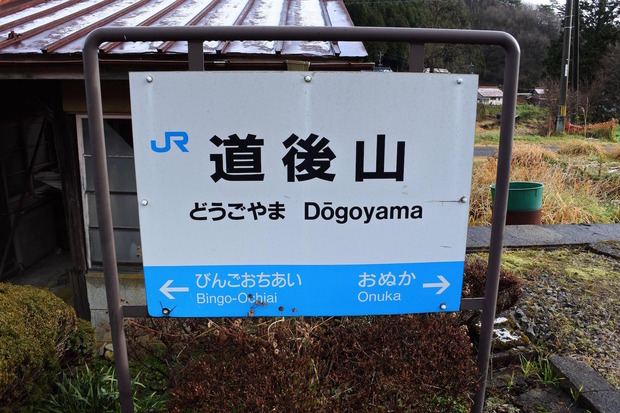 JR
道後山
どうごやま Dōgoyama
← びんごおちあい おぬか →
Bingo-Ochiai Onuka